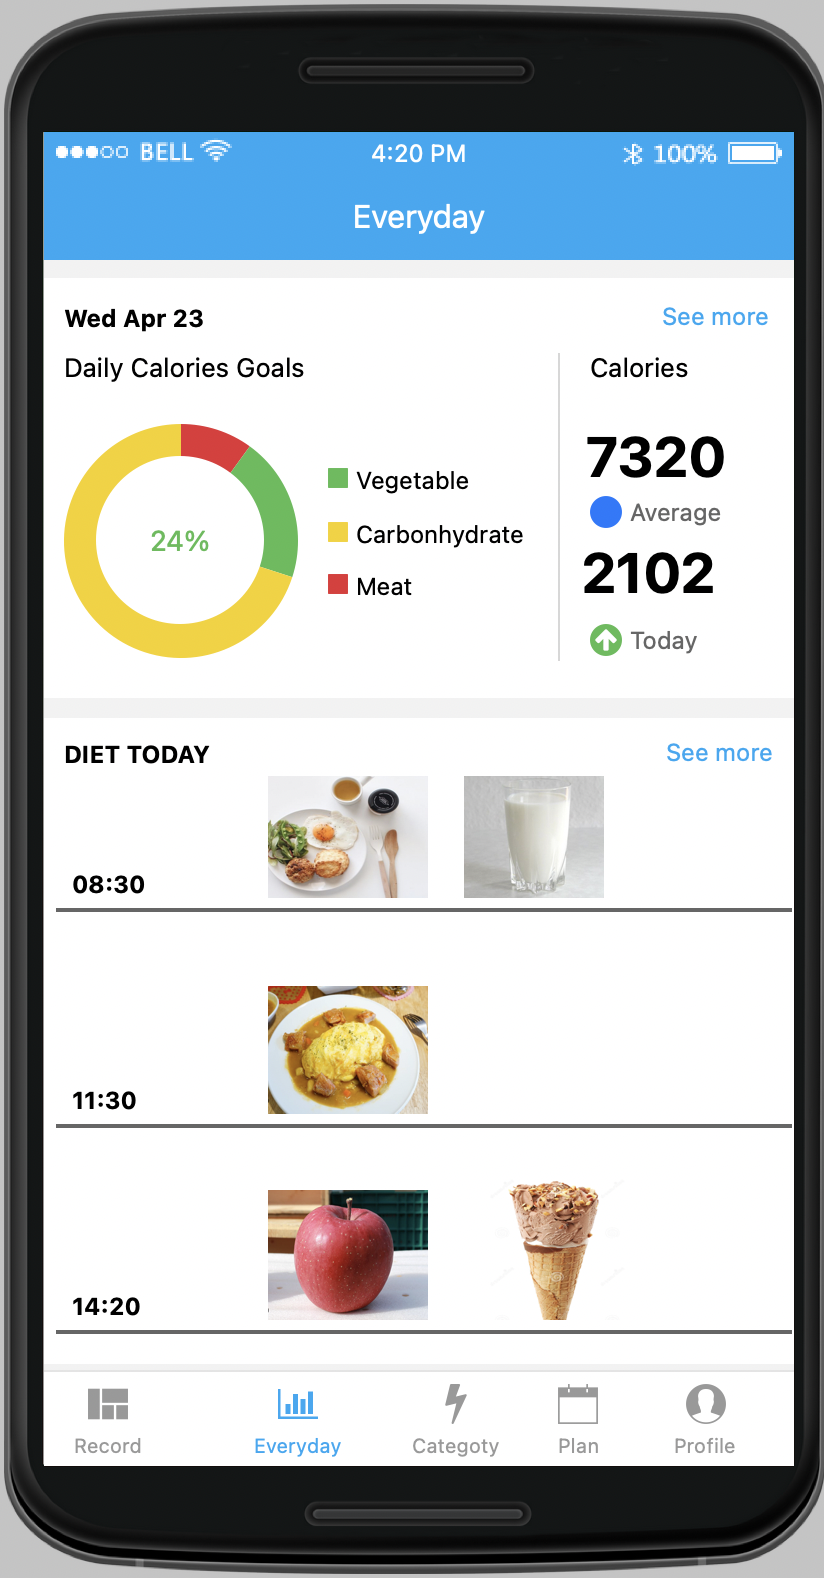 BELL 4:20 PM 100%
Everyday
Wed Apr 23 See more
Daily Calories Goals
Calories
24%
Vegetable
Carbonhydrate
Meat
7320
Average
2102
Today
DIET TODAY See more
08:30
11:30
14:20
Record Everyday Categoty Plan Profile